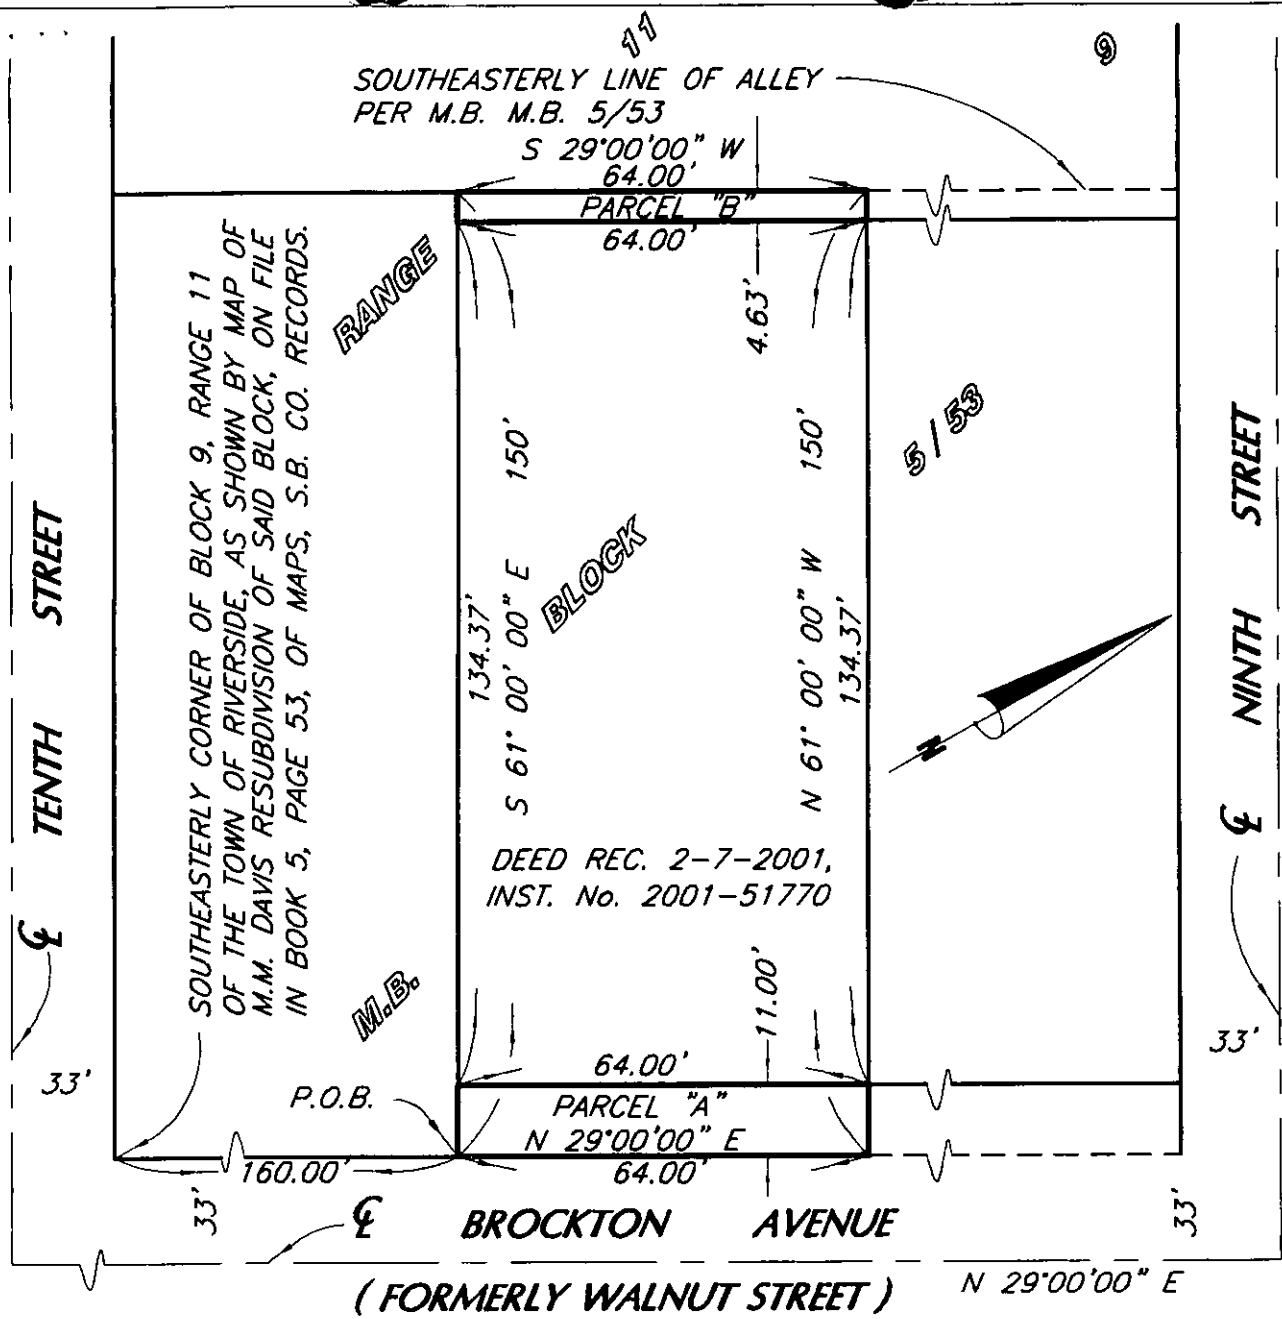 11
9
SOUTHEASTERLY LINE OF ALLEY
PER M.B. M.B. 5/53
S 29°00'00" W
64.00'
PARCEL "B"
64.00'
4.63'
RANGE
SOUTHEASTERLY CORNER OF BLOCK 9, RANGE 11
OF THE TOWN OF RIVERSIDE, AS SHOWN BY MAP OF
M.M. DAVIS RESUBDIVISION OF SAID BLOCK, ON FILE
IN BOOK 5, PAGE 53, OF MAPS, S.B. CO. RECORDS.
134.37'
S 61° 00' 00" E 150'
BLOCK
N 61° 00' 00" W 150'
134.37'
5 / 53
N
℄ TENTH STREET
℄ NINTH STREET
DEED REC. 2-7-2001,
INST. No. 2001-51770
M.B.
11.00'
33'
33'
64.00'
P.O.B.
PARCEL "A"
N 29°00'00" E
160.00'
64.00'
33'
33'
℄ BROCKTON AVENUE
( FORMERLY WALNUT STREET )
N 29°00'00" E